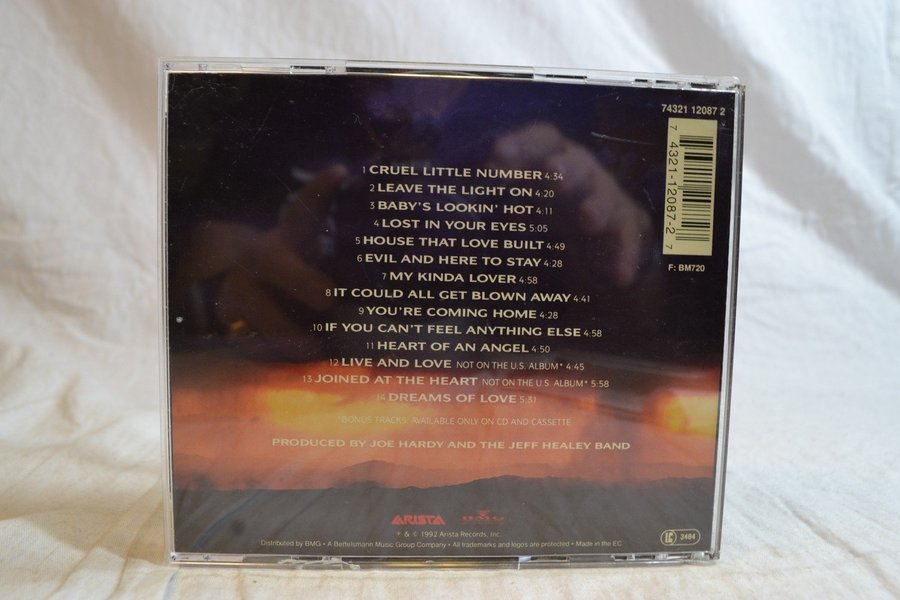 74321 12087 2
7 4321-12087-2 7
F: BM720
1 CRUEL LITTLE NUMBER 4:34
2 LEAVE THE LIGHT ON 4:20
3 BABY'S LOOKIN' HOT 4:11
4 LOST IN YOUR EYES 5:05
5 HOUSE THAT LOVE BUILT 4:49
6 EVIL AND HERE TO STAY 4:28
7 MY KINDA LOVER 4:58
8 IT COULD ALL GET BLOWN AWAY 4:41
9 YOU'RE COMING HOME 4:28
10 IF YOU CAN'T FEEL ANYTHING ELSE 4:58
11 HEART OF AN ANGEL 4:50
12 LIVE AND LOVE NOT ON THE U.S. ALBUM* 4:45
13 JOINED AT THE HEART NOT ON THE U.S. ALBUM* 5:58
14 DREAMS OF LOVE 5:31
*BONUS TRACKS: AVAILABLE ONLY ON CD AND CASSETTE
PRODUCED BY JOE HARDY AND THE JEFF HEALEY BAND
ARISTA BMG
℗ & © 1992 Arista Records, Inc.
Distributed by BMG • A Bertelsmann Music Group Company • All trademarks and logos are protected • Made in the EC
LC 3484